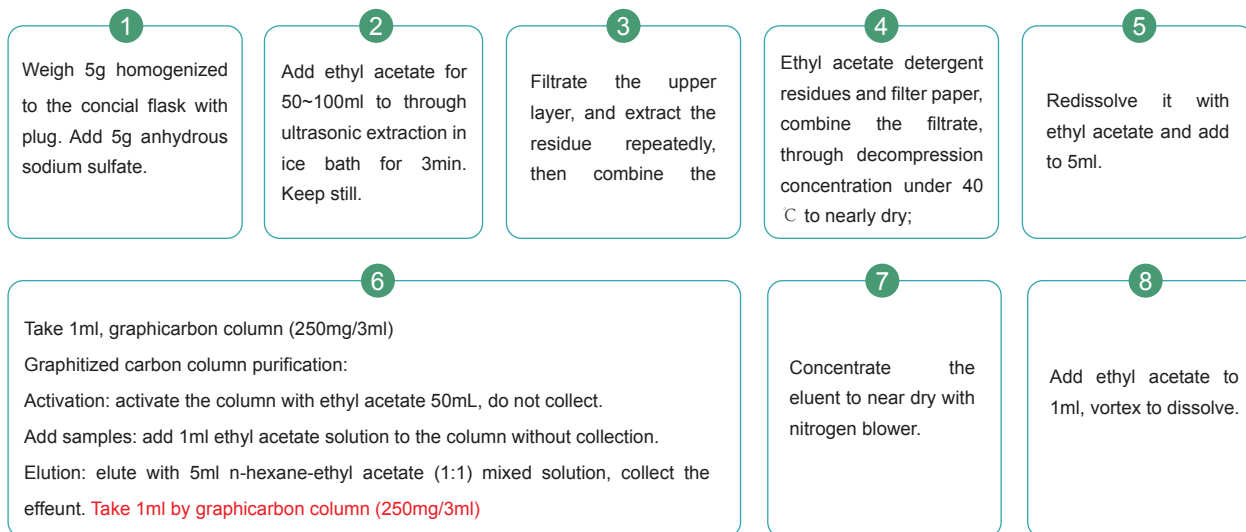 1
Weigh 5g homogenized
to the concial flask with
plug. Add 5g anhydrous
sodium sulfate.
2
Add ethyl acetate for
50~100ml to through
ultrasonic extraction in
ice bath for 3min.
Keep still.
3
Filtrate the upper
layer, and extract the
residue repeatedly,
then combine the
4
Ethyl acetate detergent
residues and filter paper,
combine the filtrate,
through decompression
concentration under 40
℃ to nearly dry;
5
Redissolve it with
ethyl acetate and add
to 5ml.
6
Take 1ml, graphicarbon column (250mg/3ml)
Graphitized carbon column purification:
Activation: activate the column with ethyl acetate 50mL, do not collect.
Add samples: add 1ml ethyl acetate solution to the column without collection.
Elution: elute with 5ml n-hexane-ethyl acetate (1:1) mixed solution, collect the
effeunt. Take 1ml by graphicarbon column (250mg/3ml)
7
Concentrate the
eluent to near dry with
nitrogen blower.
8
Add ethyl acetate to
1ml, vortex to dissolve.